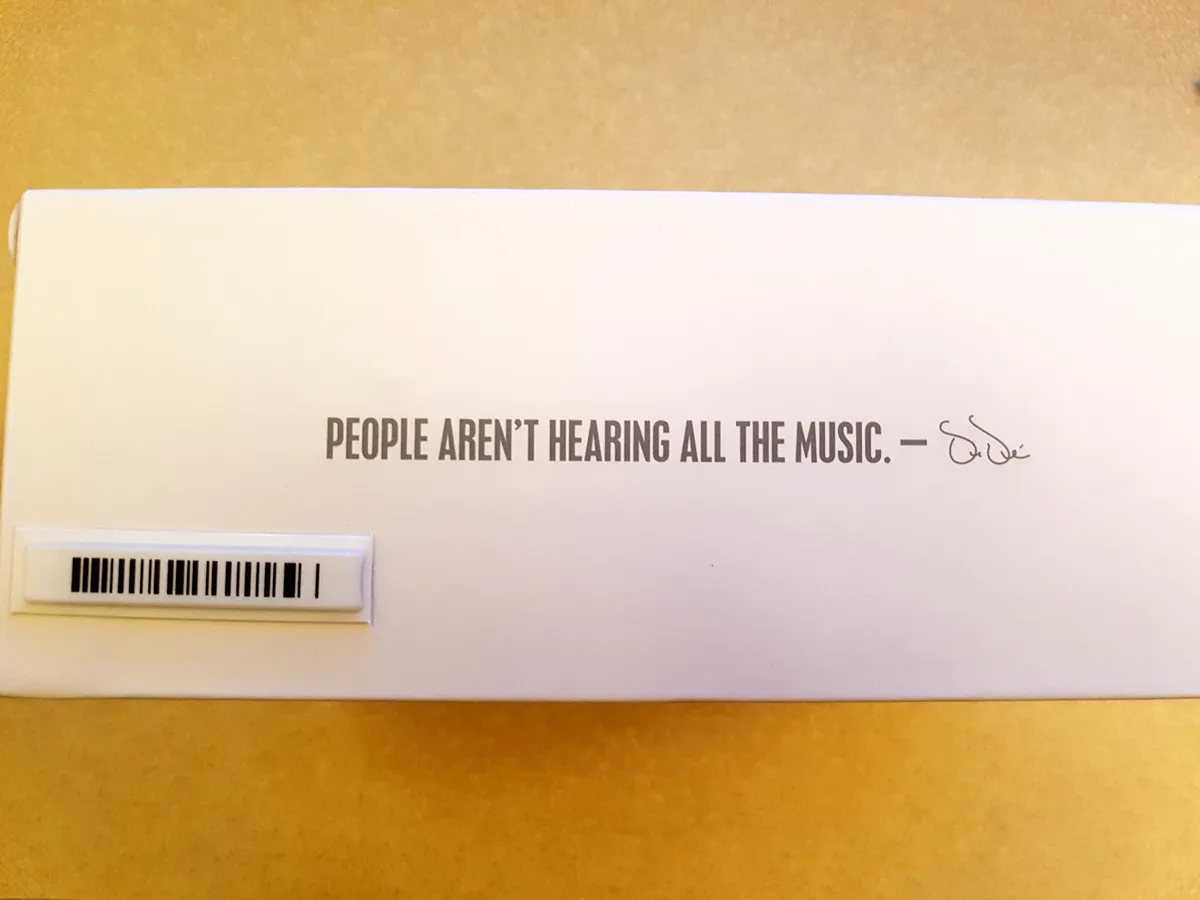 PEOPLE AREN'T HEARING ALL THE MUSIC. —